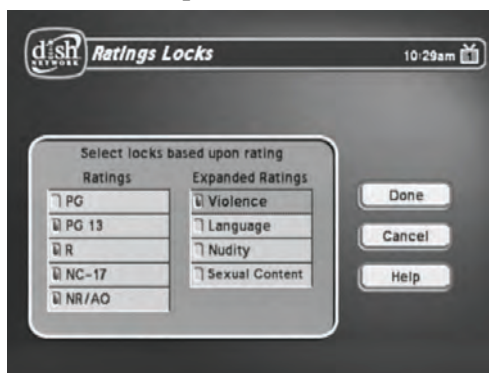 dish
NETWORK
Ratings Locks
10:29am
Select locks based upon rating
Ratings
Expanded Ratings
PG
PG 13
R
NC-17
NR/AO
Violence
Language
Nudity
Sexual Content
Done
Cancel
Help